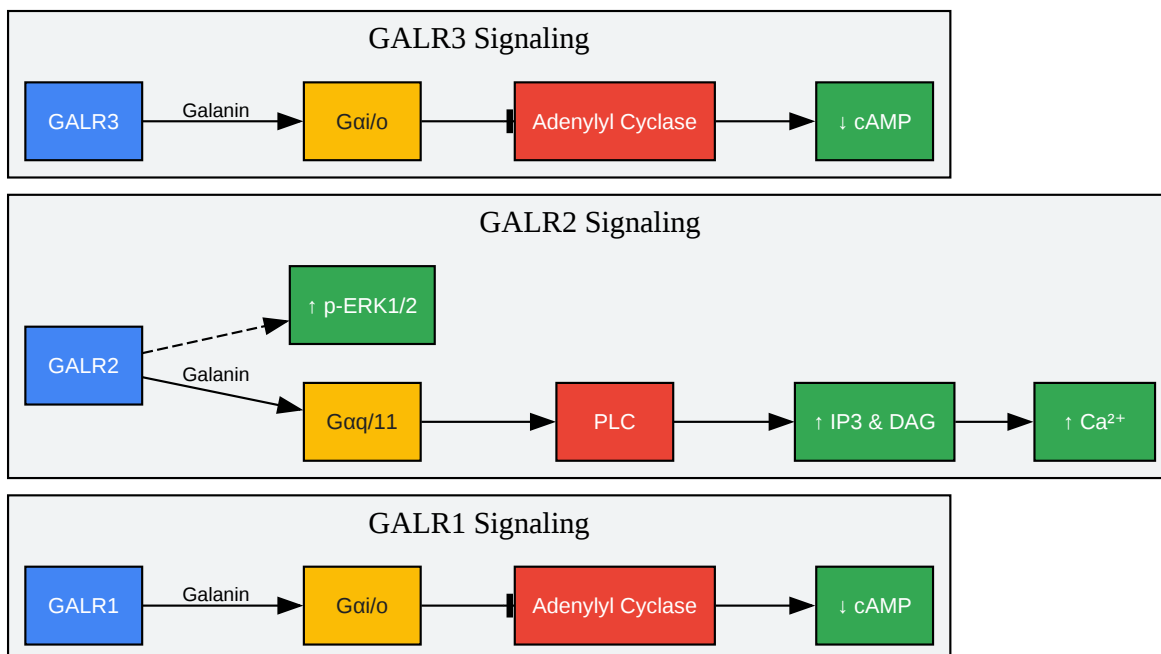 GALR3 Signaling
GALR3
Galanin
Gαi/o
Adenylyl Cyclase
↓ cAMP
GALR2 Signaling
↑ p-ERK1/2
GALR2
Galanin
Gαq/11
PLC
↑ IP3 & DAG
↑ Ca²⁺
GALR1 Signaling
GALR1
Galanin
Gαi/o
Adenylyl Cyclase
↓ cAMP